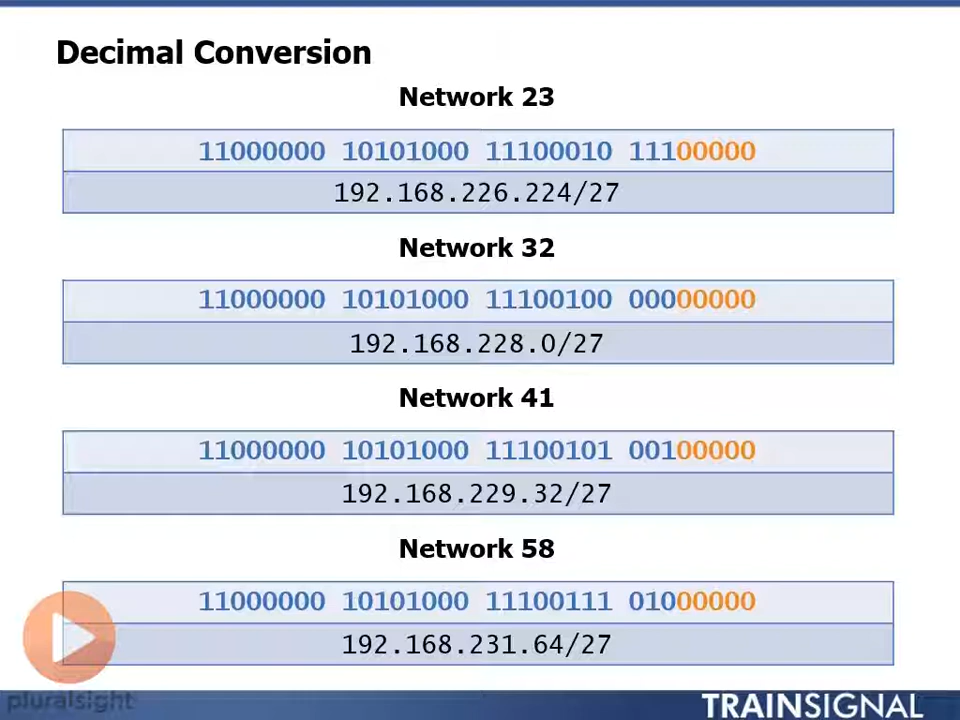 Decimal Conversion
Network 23
11000000 10101000 11100010 11100000
192.168.226.224/27
Network 32
11000000 10101000 11100100 00000000
192.168.228.0/27
Network 41
11000000 10101000 11100101 00100000
192.168.229.32/27
Network 58
11000000 10101000 11100111 01000000
192.168.231.64/27
pluralsight
TRAINSIGNAL